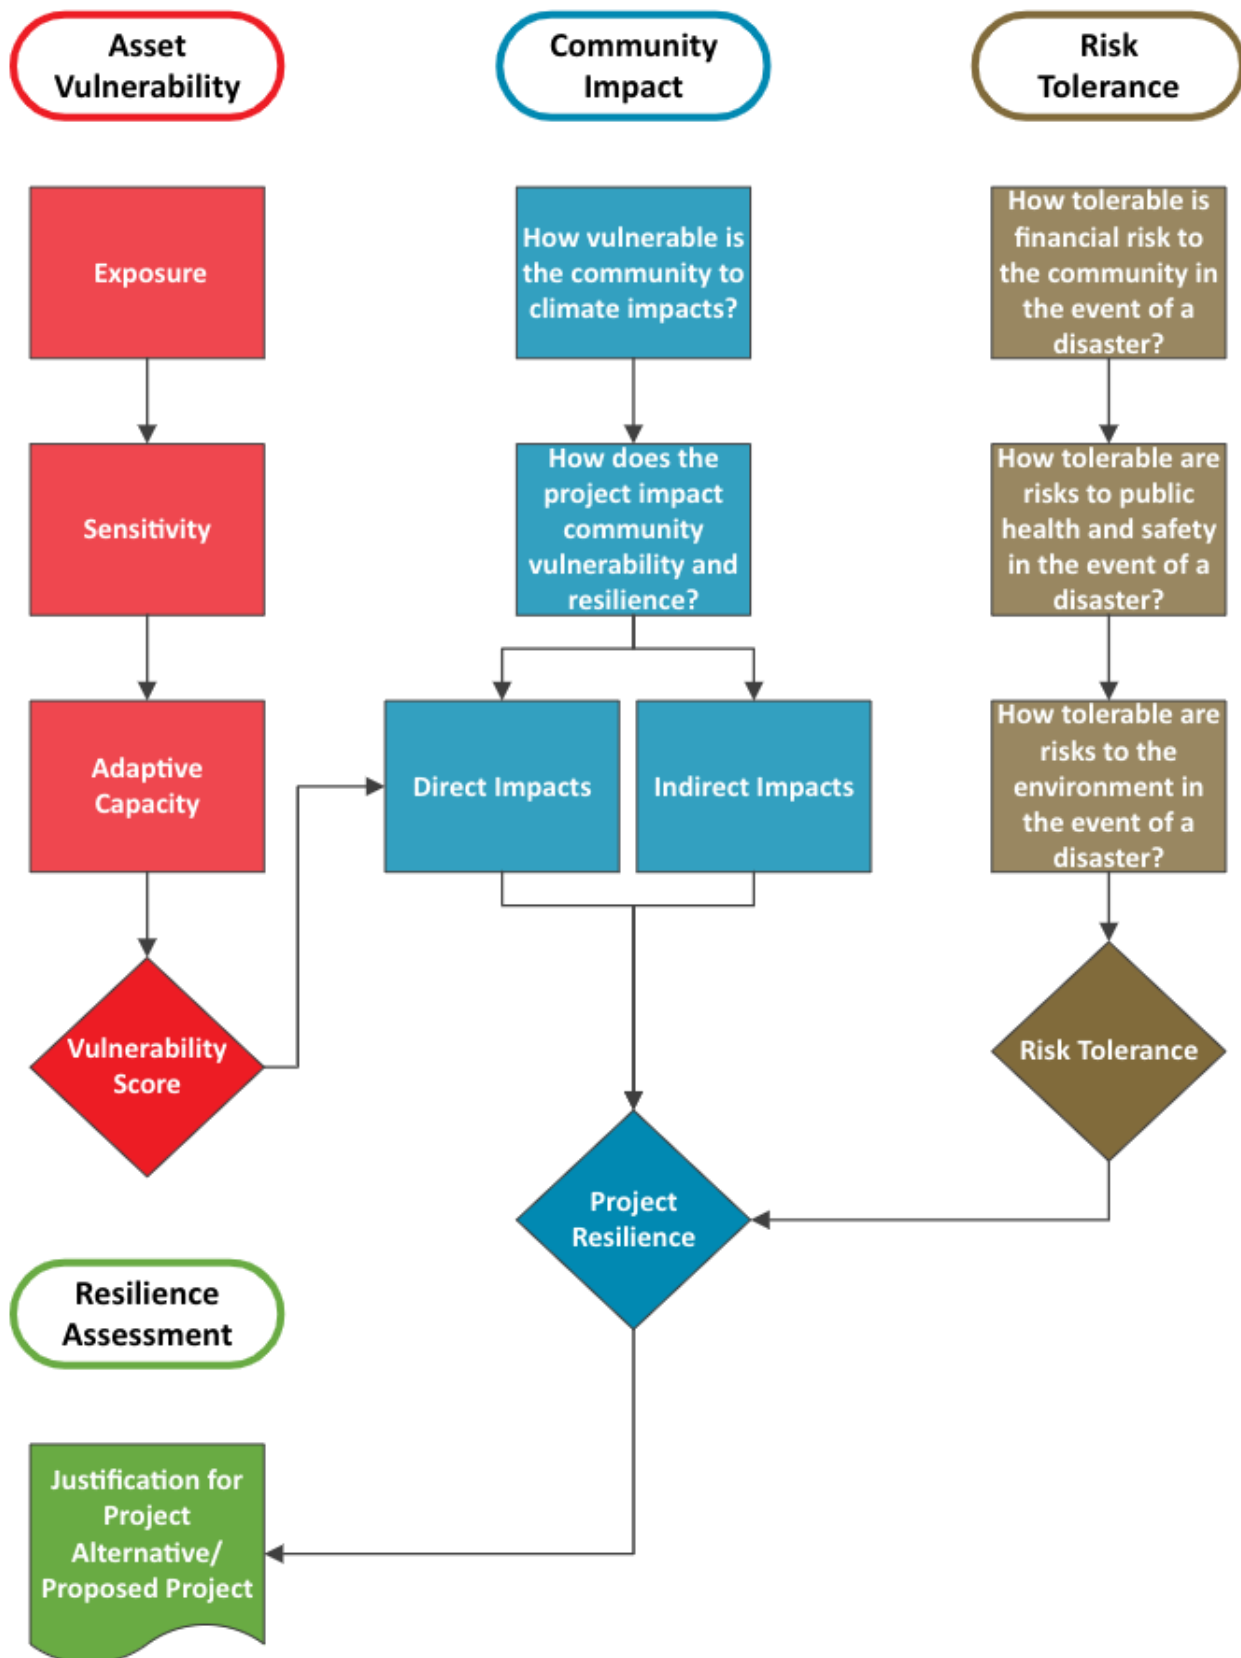 Asset
Vulnerability
Community
Impact
Risk
Tolerance
Exposure
How vulnerable is
the community to
climate impacts?
How tolerable is
financial risk to
the community in
the event of a
disaster?
Sensitivity
How does the
project impact
community
vulnerability and
resilience?
How tolerable are
risks to public
health and safety
in the event of a
disaster?
Adaptive
Capacity
Direct Impacts
Indirect Impacts
How tolerable are
risks to the
environment in
the event of a
disaster?
Vulnerability
Score
Risk Tolerance
Project
Resilience
Resilience
Assessment
Justification for
Project
Alternative/
Proposed Project